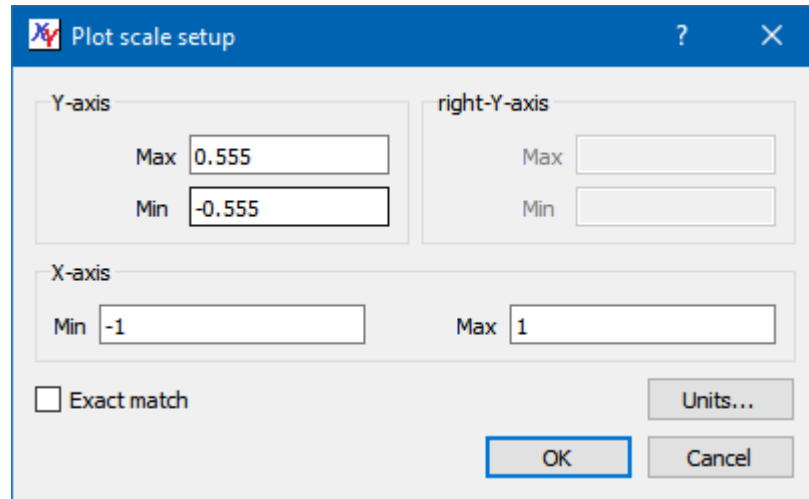 XY Plot scale setup ? ×
Y-axis
Max 0.555
Min -0.555
right-Y-axis
Max
Min
X-axis
Min -1 Max 1
Exact match
Units...
OK Cancel